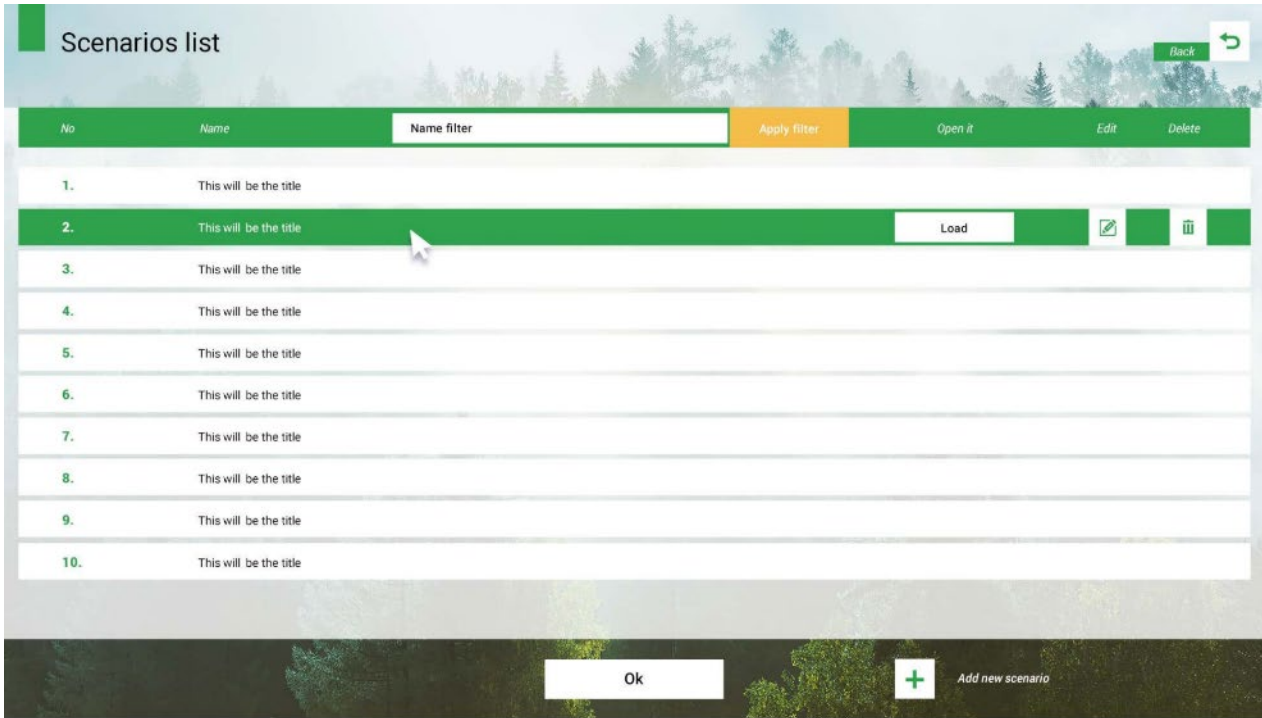 Scenarios list
Back
No Name Name filter Apply filter Open it Edit Delete
1. This will be the title
2. This will be the title Load
3. This will be the title
4. This will be the title
5. This will be the title
6. This will be the title
7. This will be the title
8. This will be the title
9. This will be the title
10. This will be the title
Ok Add new scenario